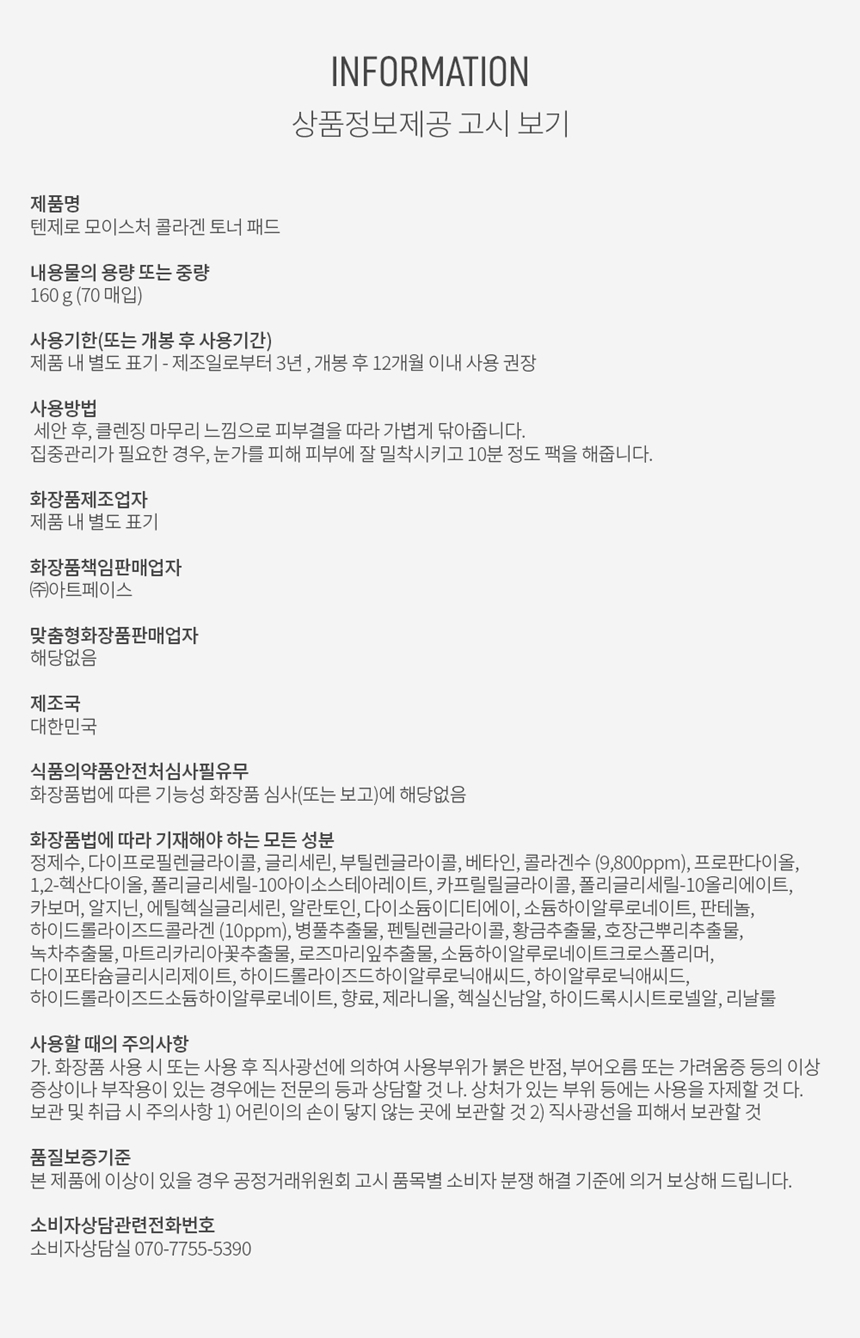 INFORMATION
상품정보제공 고시 보기
제품명
텐제로 모이스처 콜라겐 토너 패드
내용물의 용량 또는 중량
160 g (70 매입)
사용기한(또는 개봉 후 사용기간)
제품 내 별도 표기 - 제조일로부터 3년 , 개봉 후 12개월 이내 사용 권장
사용방법
세안 후, 클렌징 마무리 느낌으로 피부결을 따라 가볍게 닦아줍니다.
집중관리가 필요한 경우, 눈가를 피해 피부에 잘 밀착시키고 10분 정도 팩을 해줍니다.
화장품제조업자
제품 내 별도 표기
화장품책임판매업자
㈜아트페이스
맞춤형화장품판매업자
해당없음
제조국
대한민국
식품의약품안전처심사필유무
화장품법에 따른 기능성 화장품 심사(또는 보고)에 해당없음
화장품법에 따라 기재해야 하는 모든 성분
정제수, 다이프로필렌글라이콜, 글리세린, 부틸렌글라이콜, 베타인, 콜라겐수 (9,800ppm), 프로판다이올,
1,2-헥산다이올, 폴리글리세릴-10아이소스테아레이트, 카프릴릴글라이콜, 폴리글리세릴-10올리에이트,
카보머, 알지닌, 에틸헥실글리세린, 알란토인, 다이소듐이디티에이, 소듐하이알루로네이트, 판테놀,
하이드롤라이즈드콜라겐 (10ppm), 병풀추출물, 펜틸렌글라이콜, 황금추출물, 호장근뿌리추출물,
녹차추출물, 마트리카리아꽃추출물, 로즈마리잎추출물, 소듐하이알루로네이트크로스폴리머,
다이포타슘글리시리제이트, 하이드롤라이즈드하이알루로닉애씨드, 하이알루로닉애씨드,
하이드롤라이즈드소듐하이알루로네이트, 향료, 제라니올, 헥실신남알, 하이드록시시트로넬알, 리날룰
사용할 때의 주의사항
가. 화장품 사용 시 또는 사용 후 직사광선에 의하여 사용부위가 붉은 반점, 부어오름 또는 가려움증 등의 이상
증상이나 부작용이 있는 경우에는 전문의 등과 상담할 것 나. 상처가 있는 부위 등에는 사용을 자제할 것 다.
보관 및 취급 시 주의사항 1) 어린이의 손이 닿지 않는 곳에 보관할 것 2) 직사광선을 피해서 보관할 것
품질보증기준
본 제품에 이상이 있을 경우 공정거래위원회 고시 품목별 소비자 분쟁 해결 기준에 의거 보상해 드립니다.
소비자상담관련전화번호
소비자상담실 070-7755-5390